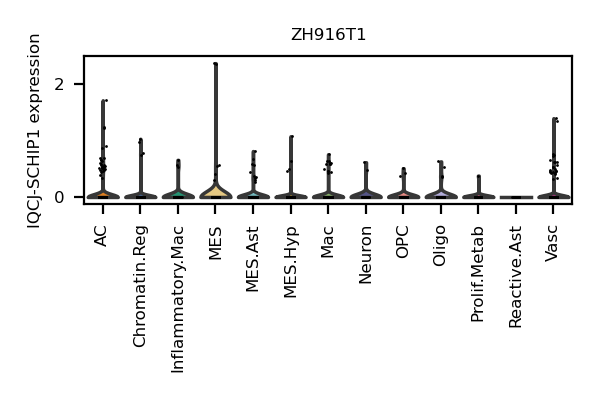 ZH916T1
IQCJ-SCHIP1 expression
2
0
AC
Chromatin.Reg
Inflammatory.Mac
MES
MES.Ast
MES.Hyp
Mac
Neuron
OPC
Oligo
Prolif.Metab
Reactive.Ast
Vasc